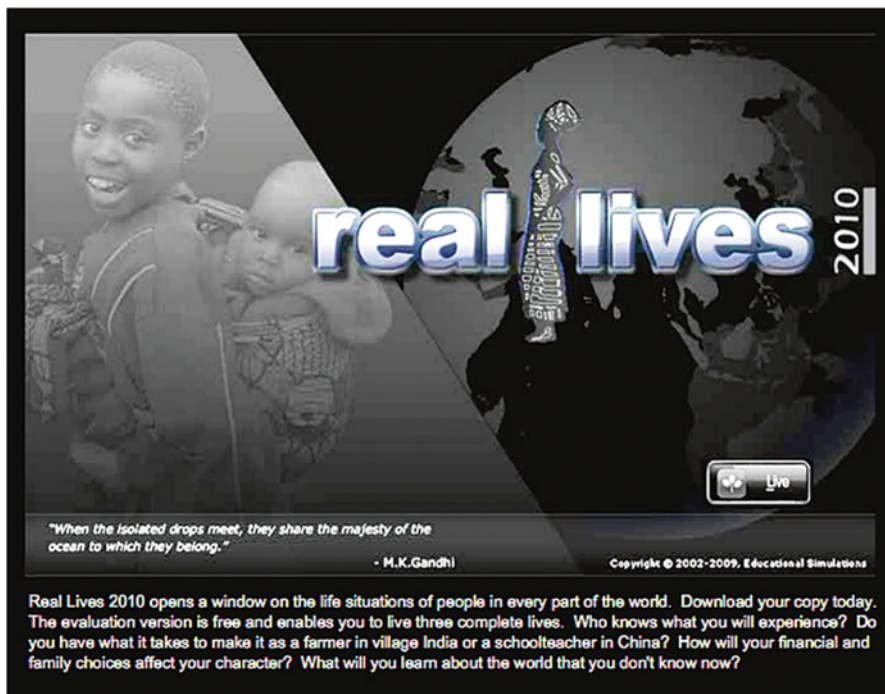 real lives 2010
Live
"When the isolated drops meet, they share the majesty of the
ocean to which they belong."
- M.K.Gandhi
Copyright © 2002-2009, Educational Simulations
Real Lives 2010 opens a window on the life situations of people in every part of the world. Download your copy today.
The evaluation version is free and enables you to live three complete lives. Who knows what you will experience? Do
you have what it takes to make it as a farmer in village India or a schoolteacher in China? How will your financial and
family choices affect your character? What will you learn about the world that you don't know now?